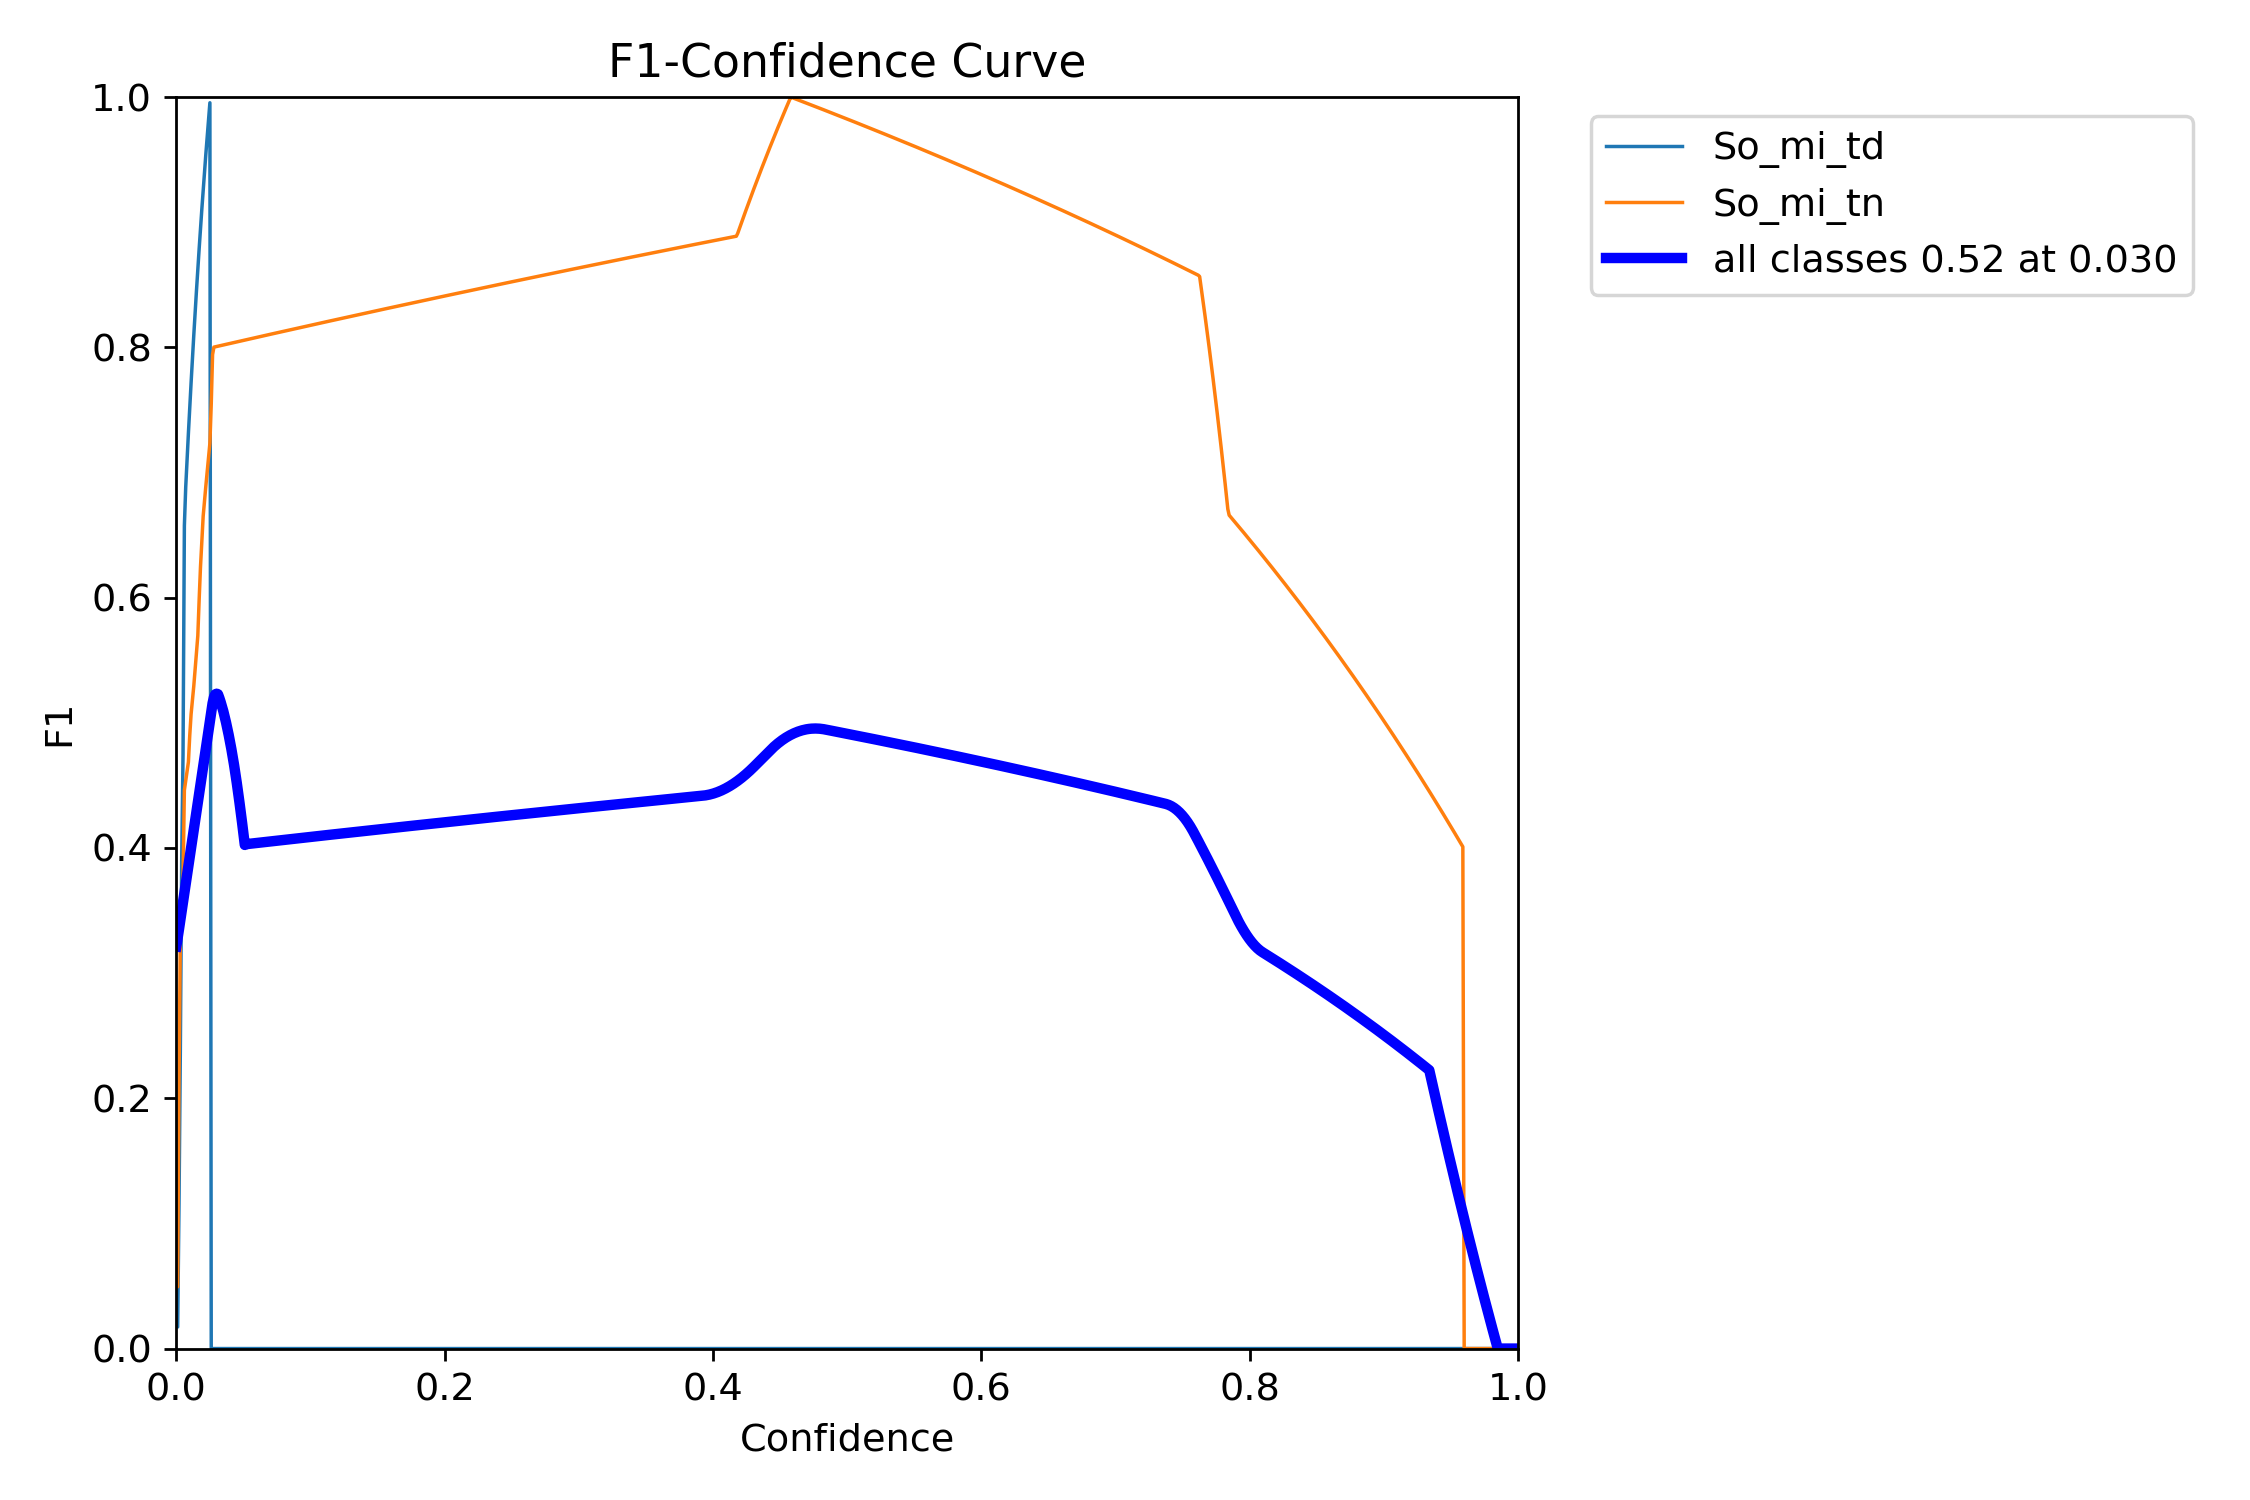 F1-Confidence Curve
1.0
0.8
0.6
0.4
0.2
0.0
F1
0.0 0.2 0.4 0.6 0.8 1.0
Confidence
So_mi_td
So_mi_tn
all classes 0.52 at 0.030